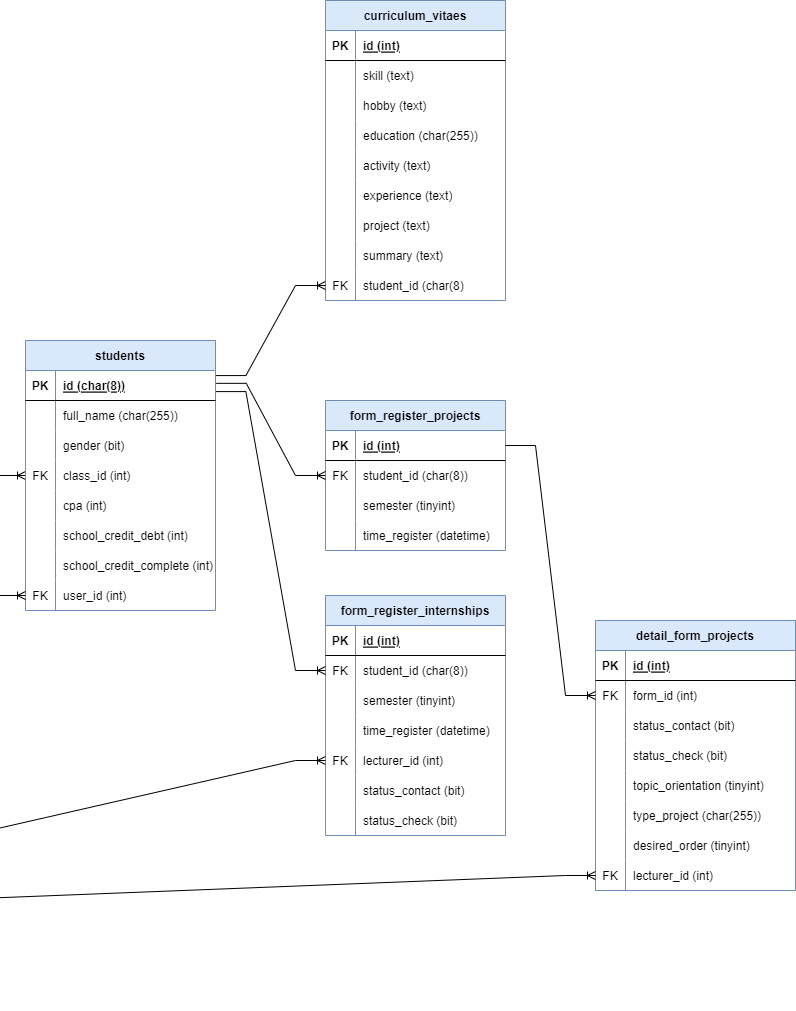 curriculum_vitaes
PK id (int)
skill (text)
hobby (text)
education (char(255))
activity (text)
experience (text)
project (text)
summary (text)
FK student_id (char(8)
students
PK id (char(8))
full_name (char(255))
gender (bit)
FK class_id (int)
cpa (int)
school_credit_debt (int)
school_credit_complete (int)
FK user_id (int)
form_register_projects
PK id (int)
FK student_id (char(8))
semester (tinyint)
time_register (datetime)
form_register_internships
PK id (int)
FK student_id (char(8))
semester (tinyint)
time_register (datetime)
FK lecturer_id (int)
status_contact (bit)
status_check (bit)
detail_form_projects
PK id (int)
FK form_id (int)
status_contact (bit)
status_check (bit)
topic_orientation (tinyint)
type_project (char(255))
desired_order (tinyint)
FK lecturer_id (int)